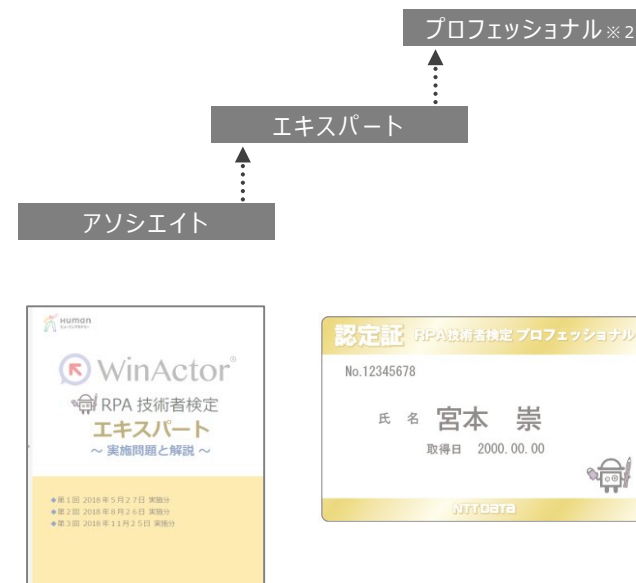 プロフェッショナル※2
エキスパート
アソシエイト
HUMAN
WinActor®
RPA 技術者検定
エキスパート
～ 実施問題と解説 ～
◆第1回 2018年5月27日 実施分
◆第2回 2018年8月26日 実施分
◆第3回 2018年11月25日 実施分
認定証 RPA技術者検定 プロフェッショナル
No.12345678
氏 名 宮本 崇
取得日 2000.00.00
NTT DATA